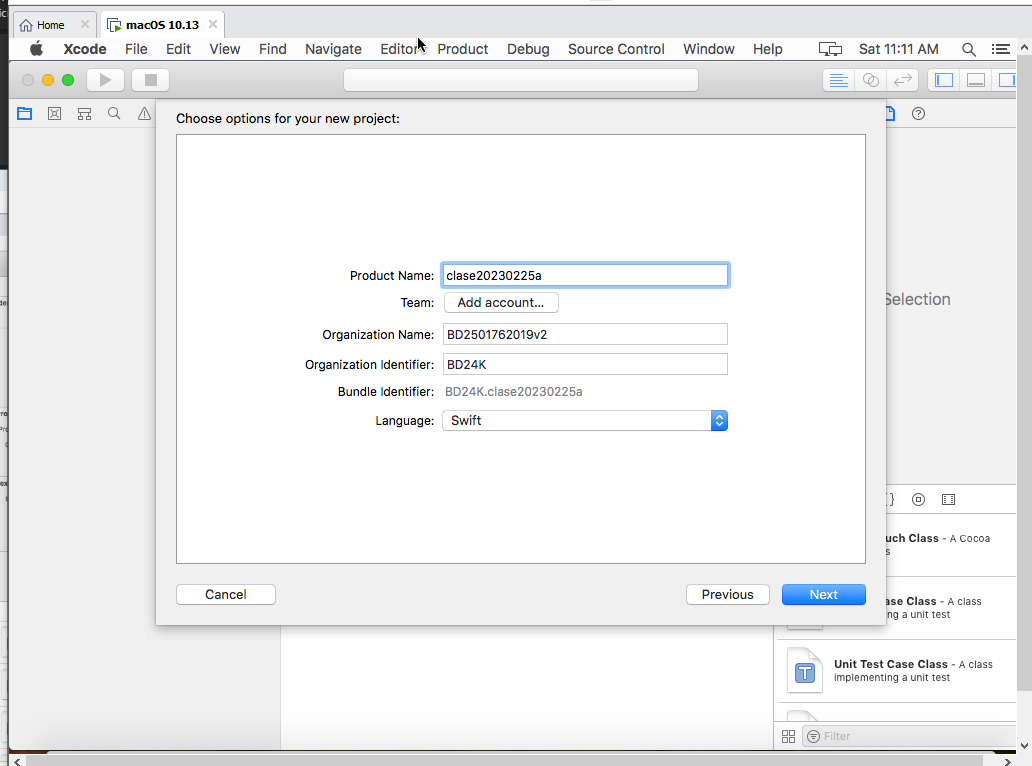 Home
macOS 10.13
Xcode File Edit View Find Navigate Editor Product Debug Source Control Window Help Sat 11:11 AM
Choose options for your new project:
Product Name: clase20230225a
Team: Add account...
Organization Name: BD2501762019v2
Organization Identifier: BD24K
Bundle Identifier: BD24K.clase20230225a
Language: Swift
Selection
Cancel Previous Next
uch Class - A Cocoa
s
ase Class - A class
ng a unit test
Unit Test Case Class - A class
implementing a unit test
Filter